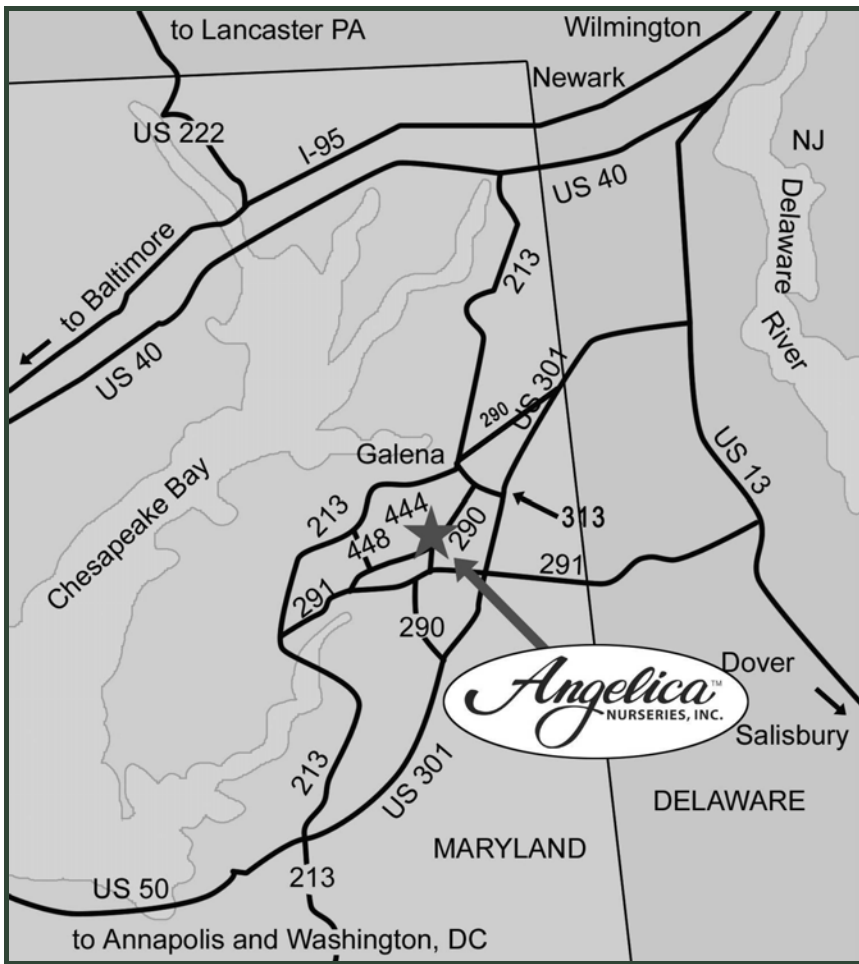 to Lancaster PA
Wilmington
Newark
US 222
I-95
NJ
US 40
Delaware
River
213
to Baltimore
US 40
US 301
290
Galena
US 13
213
444
313
Chesapeake Bay
448
290
291
291
290
Angelica™
NURSERIES, INC.
Dover
Salisbury
213
US 301
DELAWARE
MARYLAND
213
US 50
to Annapolis and Washington, DC